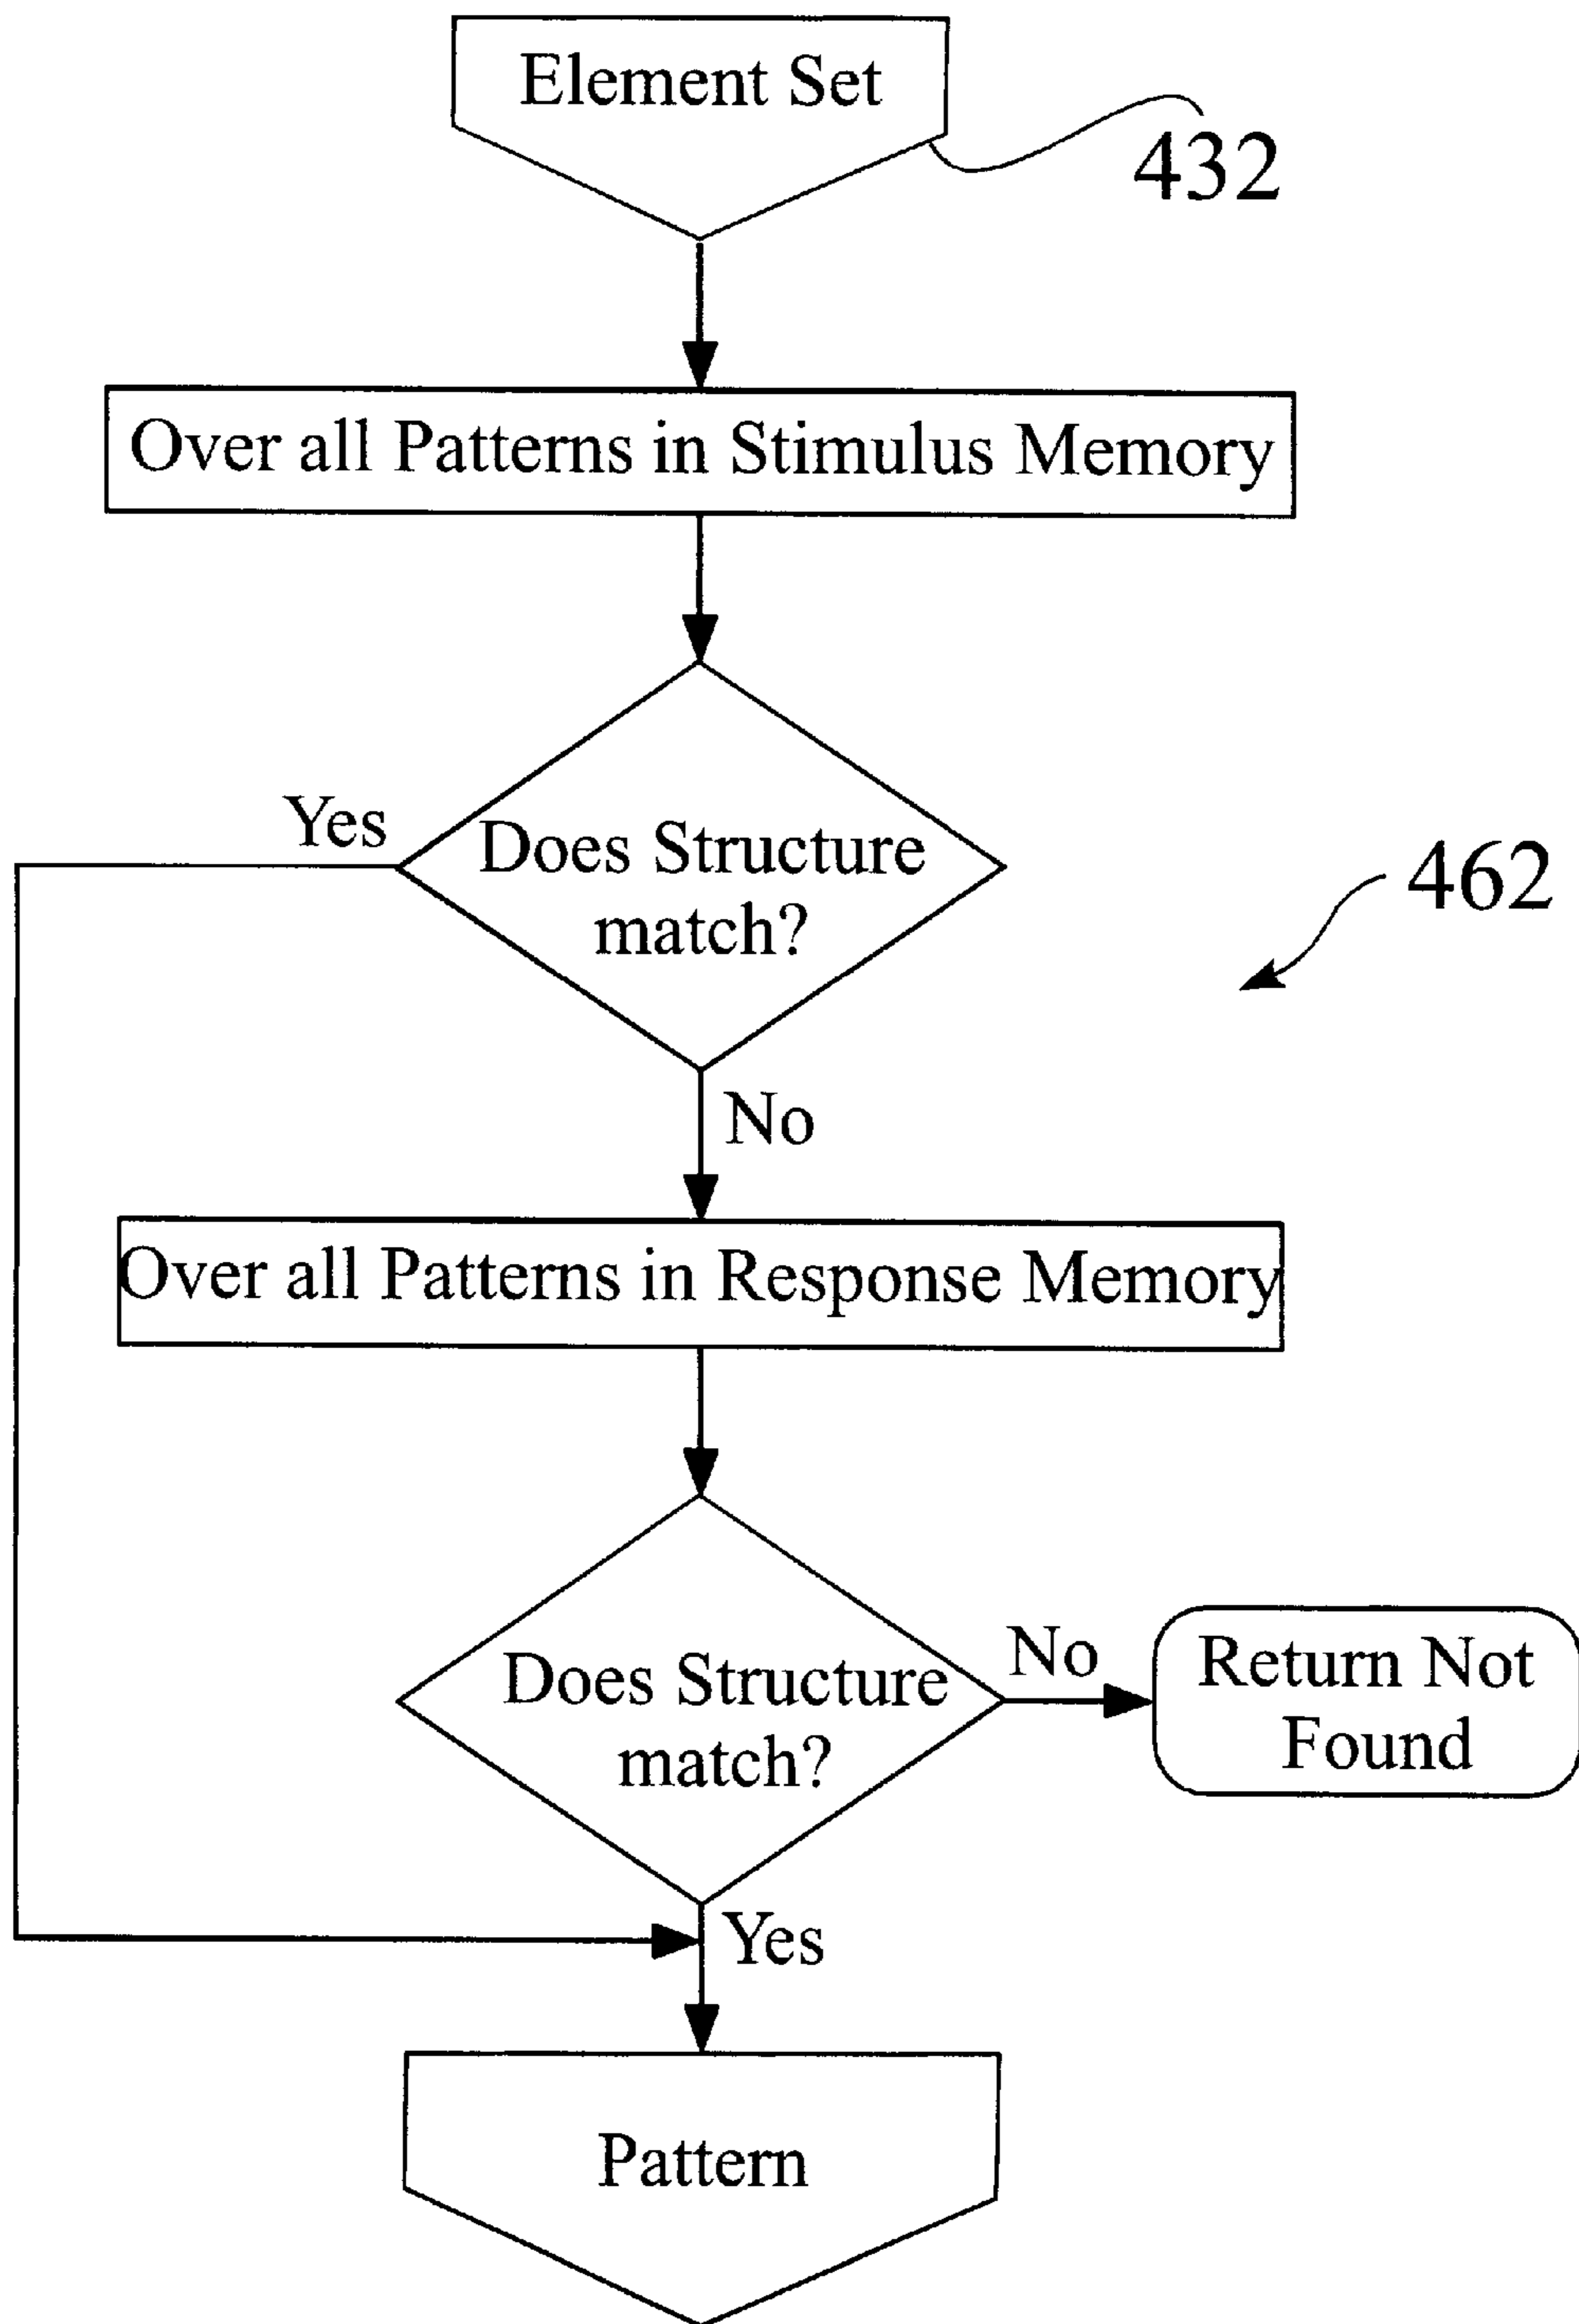 Element Set
432
Over all Patterns in Stimulus Memory
Yes
Does Structure
match?
462
No
Over all Patterns in Response Memory
Does Structure
match?
No
Return Not
Found
Yes
Pattern